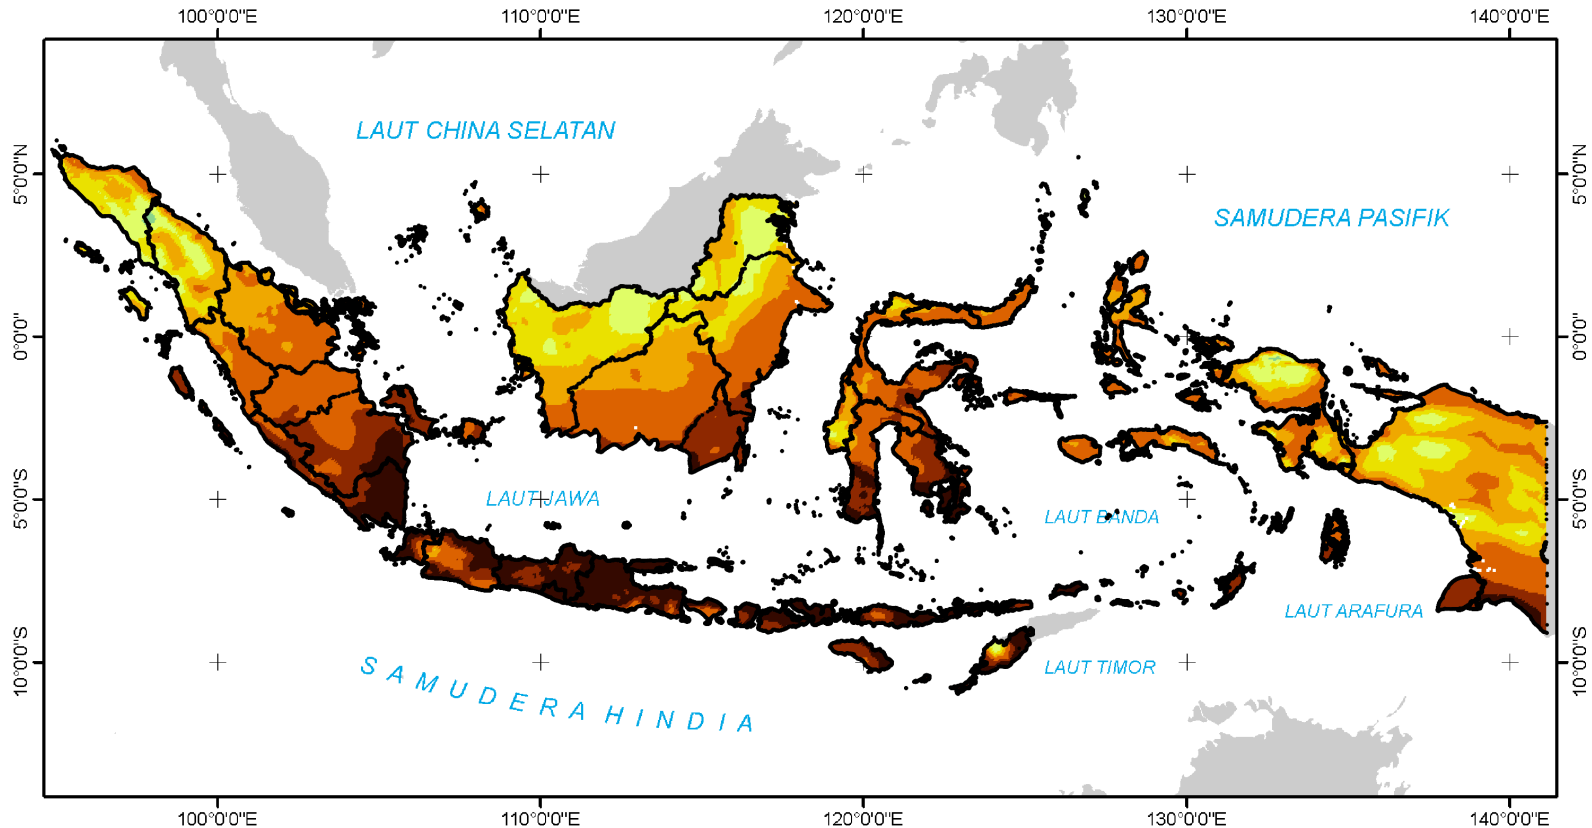 100°0'0"E 110°0'0"E 120°0'0"E 130°0'0"E 140°0'0"E
LAUT CHINA SELATAN
5°0'0"N 5°0'0"N
SAMUDERA PASIFIK
0°0'0" 0°0'0"
5°0'0"S LAUT JAWA 5°0'0"S
LAUT BANDA
LAUT ARAFURA
10°0'0"S LAUT TIMOR 10°0'0"S
SAMUDERA HINDIA
100°0'0"E 110°0'0"E 120°0'0"E 130°0'0"E 140°0'0"E